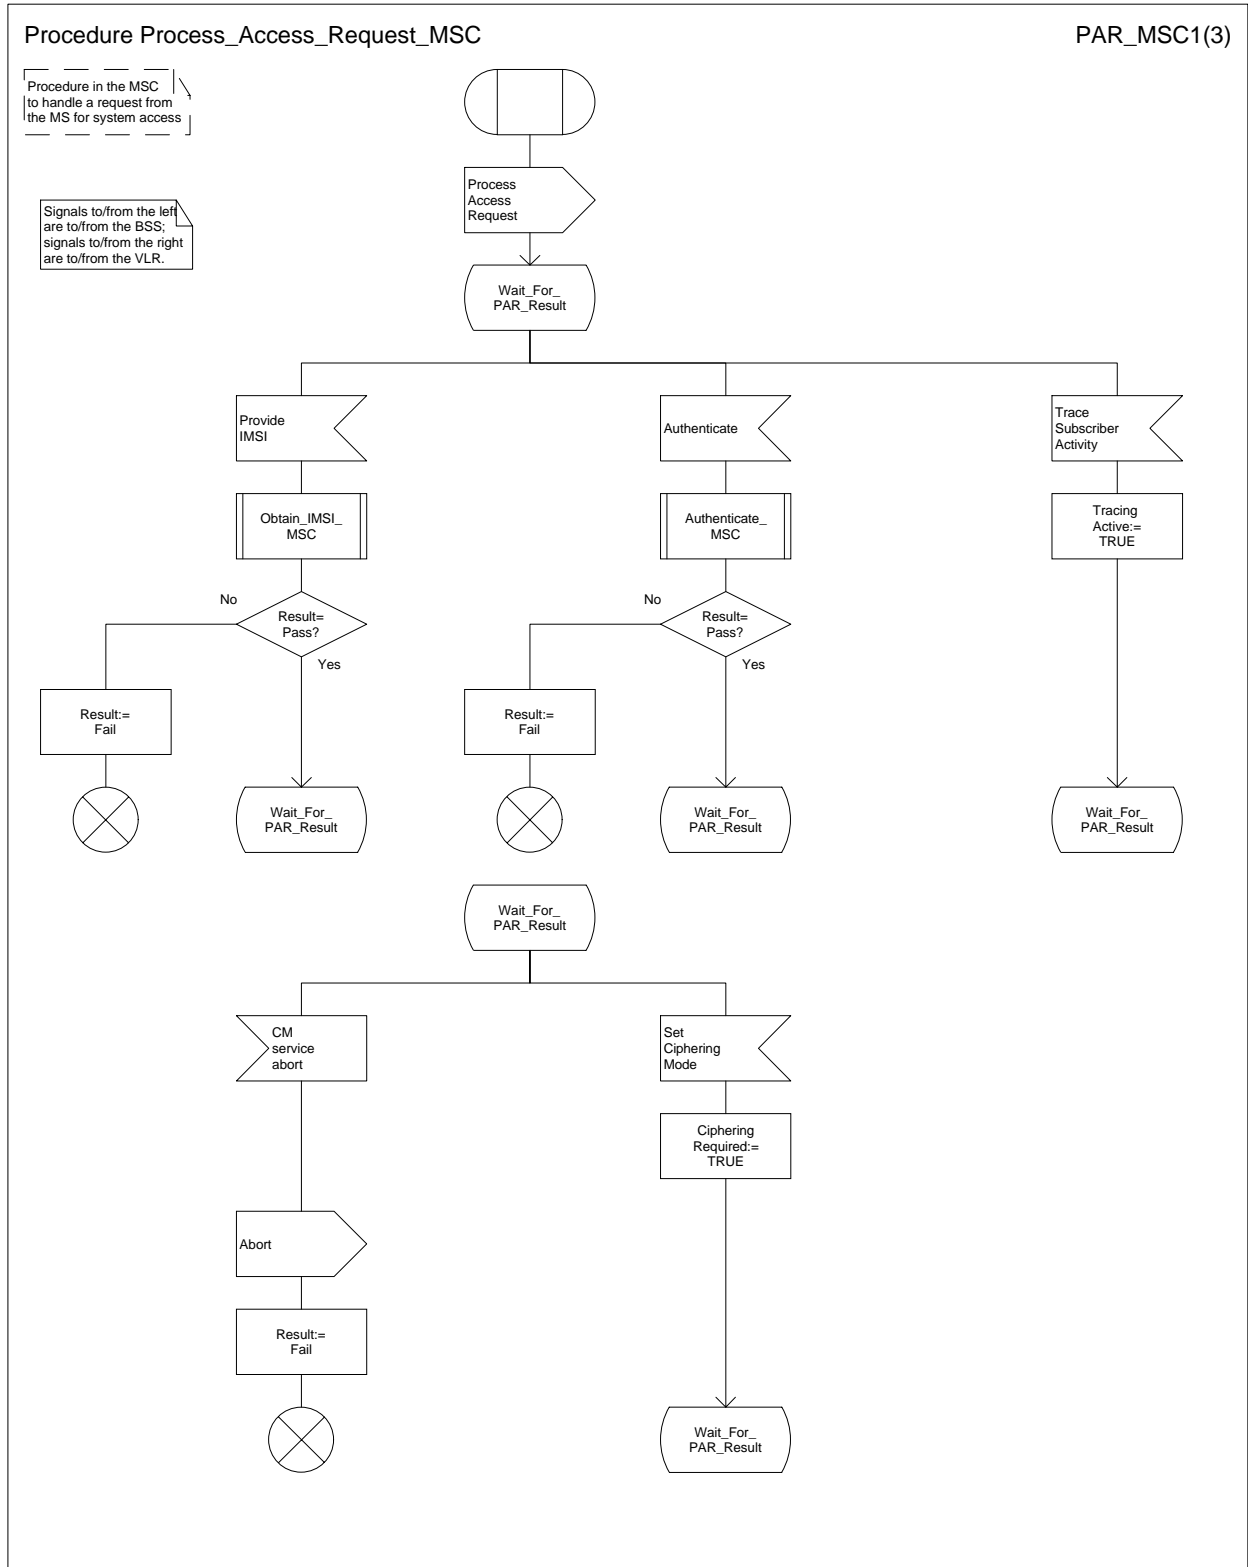 Procedure Process_Access_Request_MSC
PAR_MSC1(3)
Procedure in the MSC
to handle a request from
the MS for system access
Signals to/from the left
are to/from the BSS;
signals to/from the right
are to/from the VLR.
Process
Access
Request
Wait_For_
PAR_Result
Provide
IMSI
Authenticate
Trace
Subscriber
Activity
Obtain_IMSI_
MSC
Authenticate_
MSC
Tracing
Active:=
TRUE
No
Result=
Pass?
Yes
No
Result=
Pass?
Yes
Result:=
Fail
Result:=
Fail
Wait_For_
PAR_Result
Wait_For_
PAR_Result
Wait_For_
PAR_Result
Wait_For_
PAR_Result
CM
service
abort
Set
Ciphering
Mode
Ciphering
Required:=
TRUE
Abort
Result:=
Fail
Wait_For_
PAR_Result